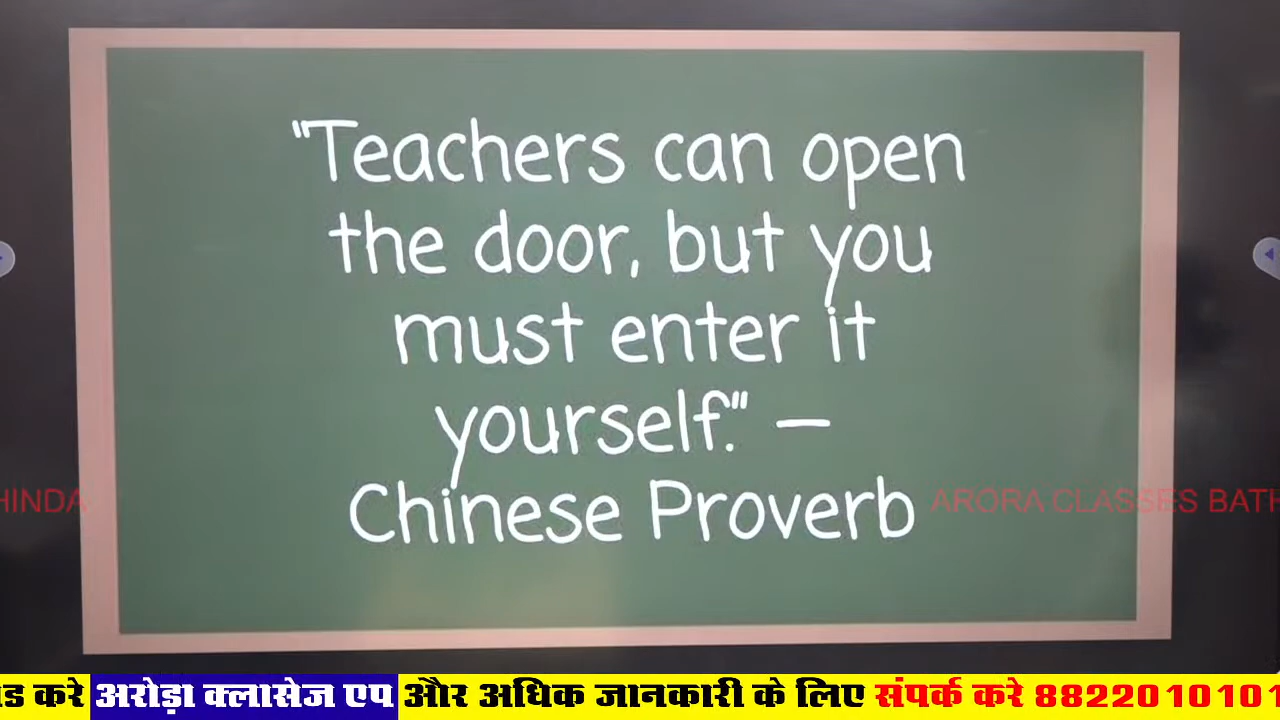 "Teachers can open
the door, but you
must enter it
yourself." –
Chinese Proverb
HINDA
ARORA CLASSES BATH
करे अरोड़ा क्लासेज एप और अधिक जानकारी के लिए संपर्क करे 8822010101